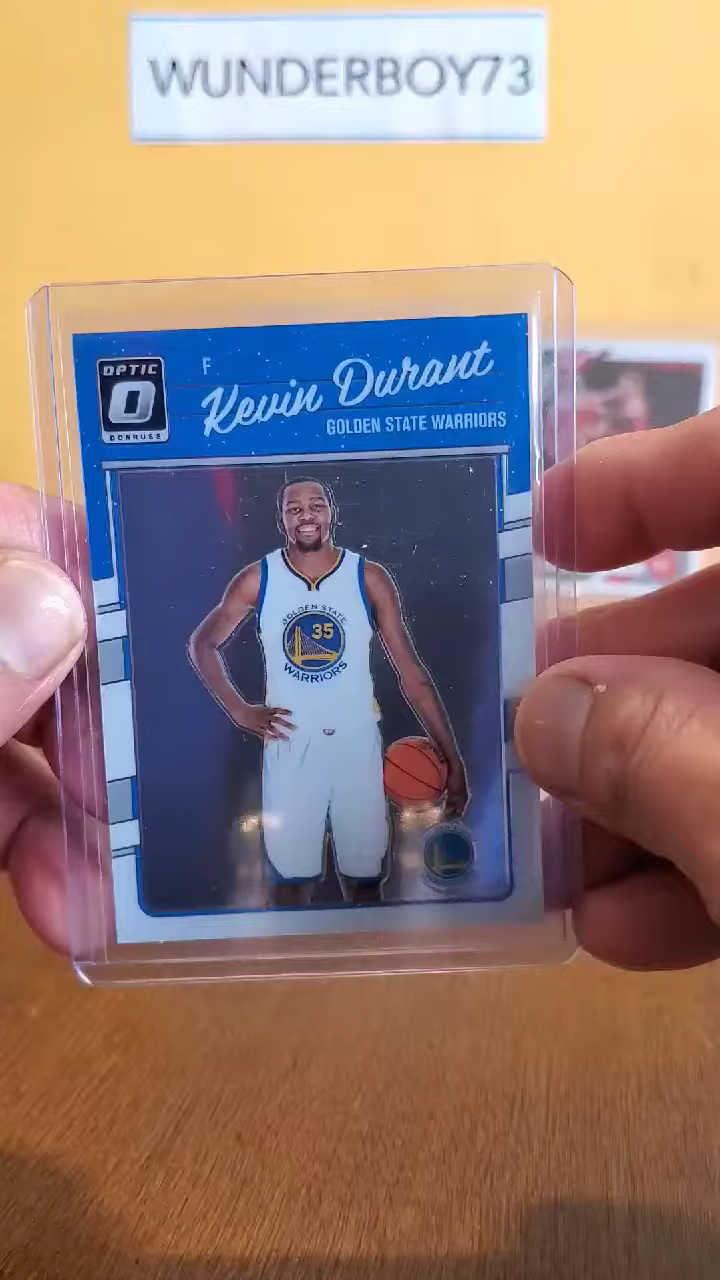 WUNDERBOY73
OPTIC
O
DONRUSS
F
Kevin Durant
GOLDEN STATE WARRIORS
GOLDEN STATE
35
WARRIORS